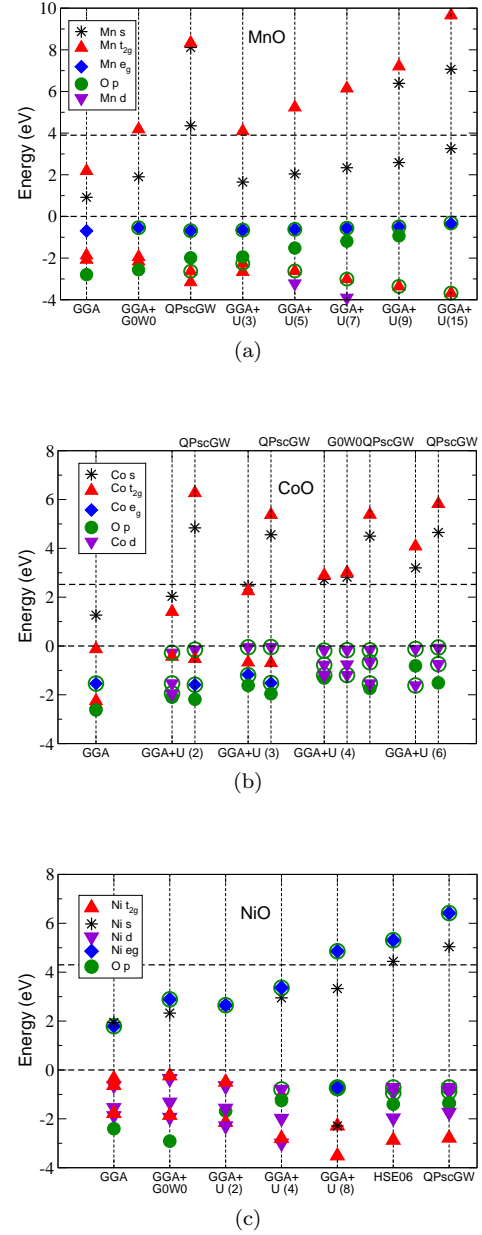 10
MnO
Mn s
Mn t2g
8
Mn eg
O p
6
Mn d
Energy (eV)
4
2
0
-2
-4
GGA GGA+ QPscGW GGA+ GGA+ GGA+ GGA+ GGA+
G0W0 U(3) U(5) U(7) U(9) U(15)
(a)
QPscGW QPscGW G0W0QPscGW QPscGW
8
Co s
CoO
Co t2g
6
Co eg
O p
4
Co d
Energy (eV)
2
0
-2
-4
GGA GGA+U (2) GGA+U (3) GGA+U (4) GGA+U (6)
(b)
8
Ni t2g
NiO
Ni s
6
Ni d
Ni eg
4
O p
Energy (eV)
2
0
-2
-4
GGA GGA+ GGA+ GGA+ GGA+ HSE06 QPscGW
G0W0 U (2) U (4) U (8)
(c)